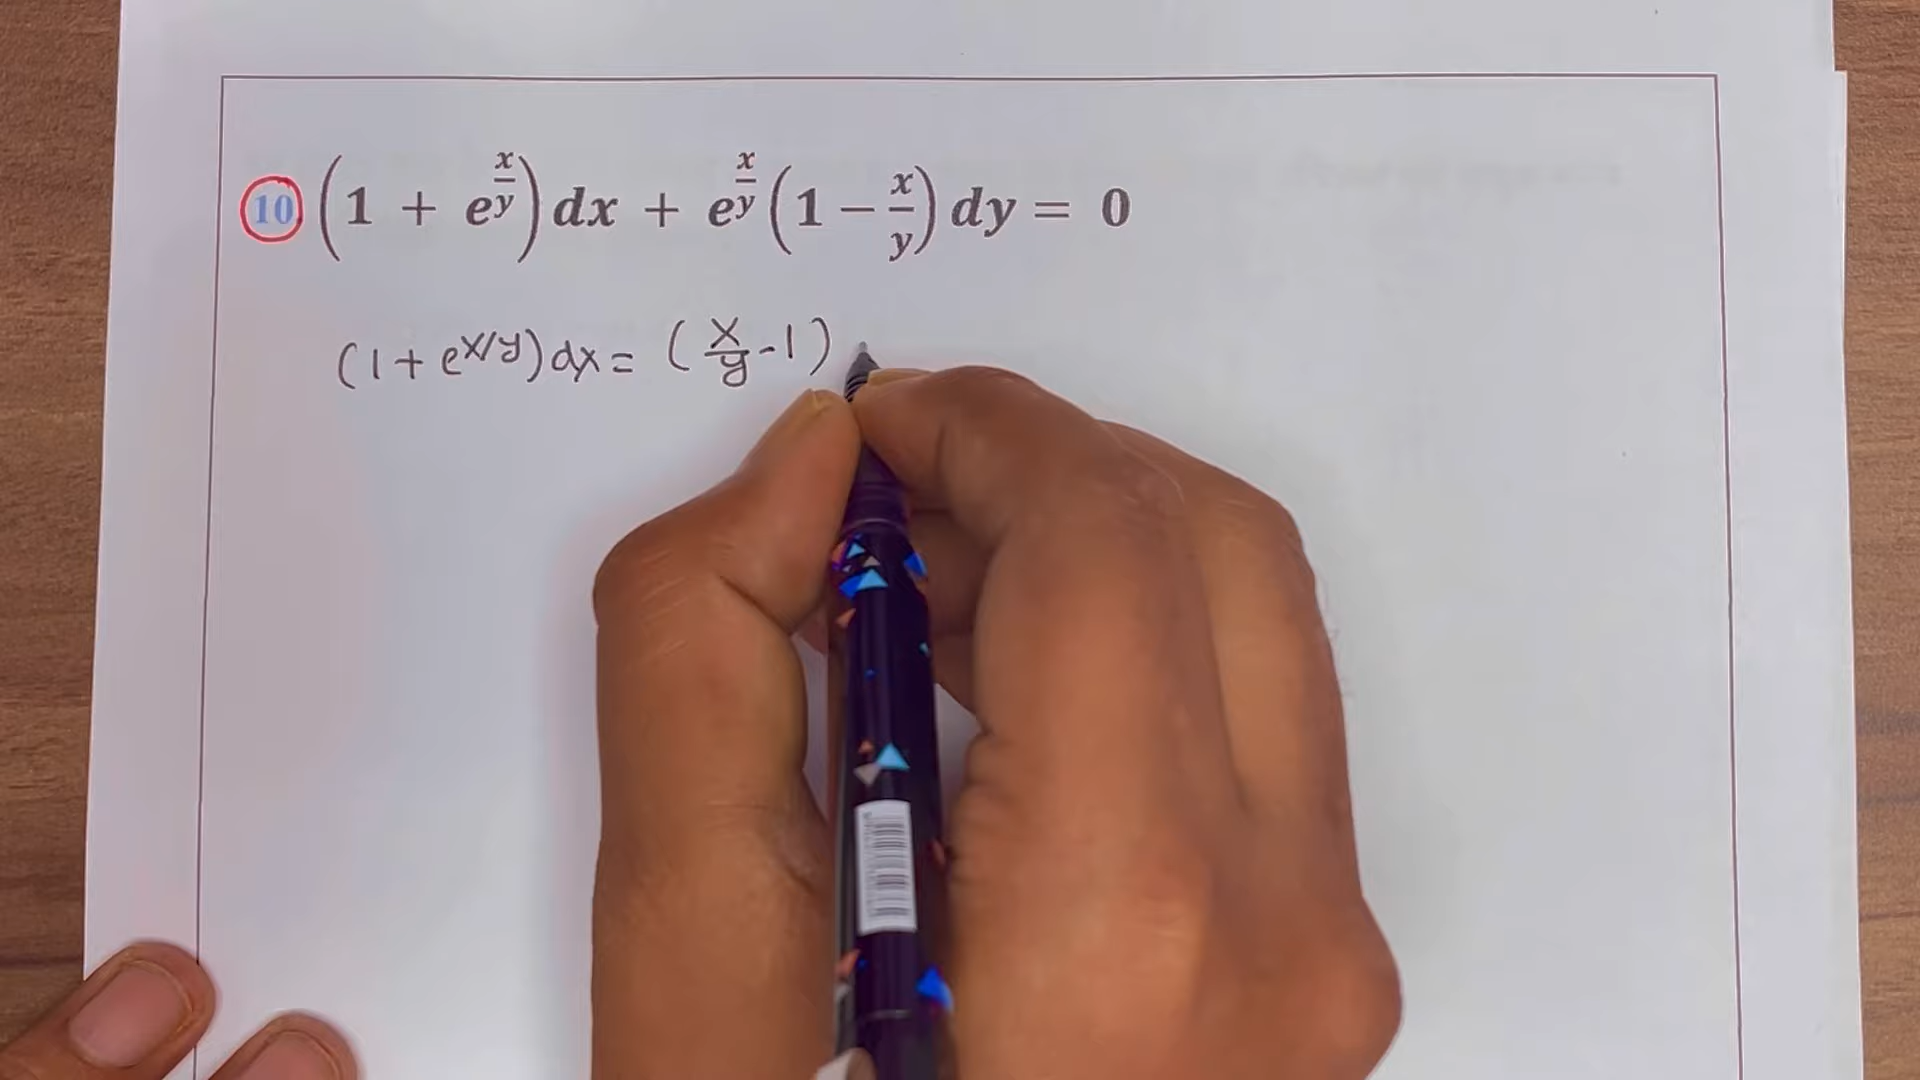 10 (1 + e^{x/y}) dx + e^{x/y} (1 − x/y) dy = 0
(1 + e^{x/y}) dx = (x/y - 1)